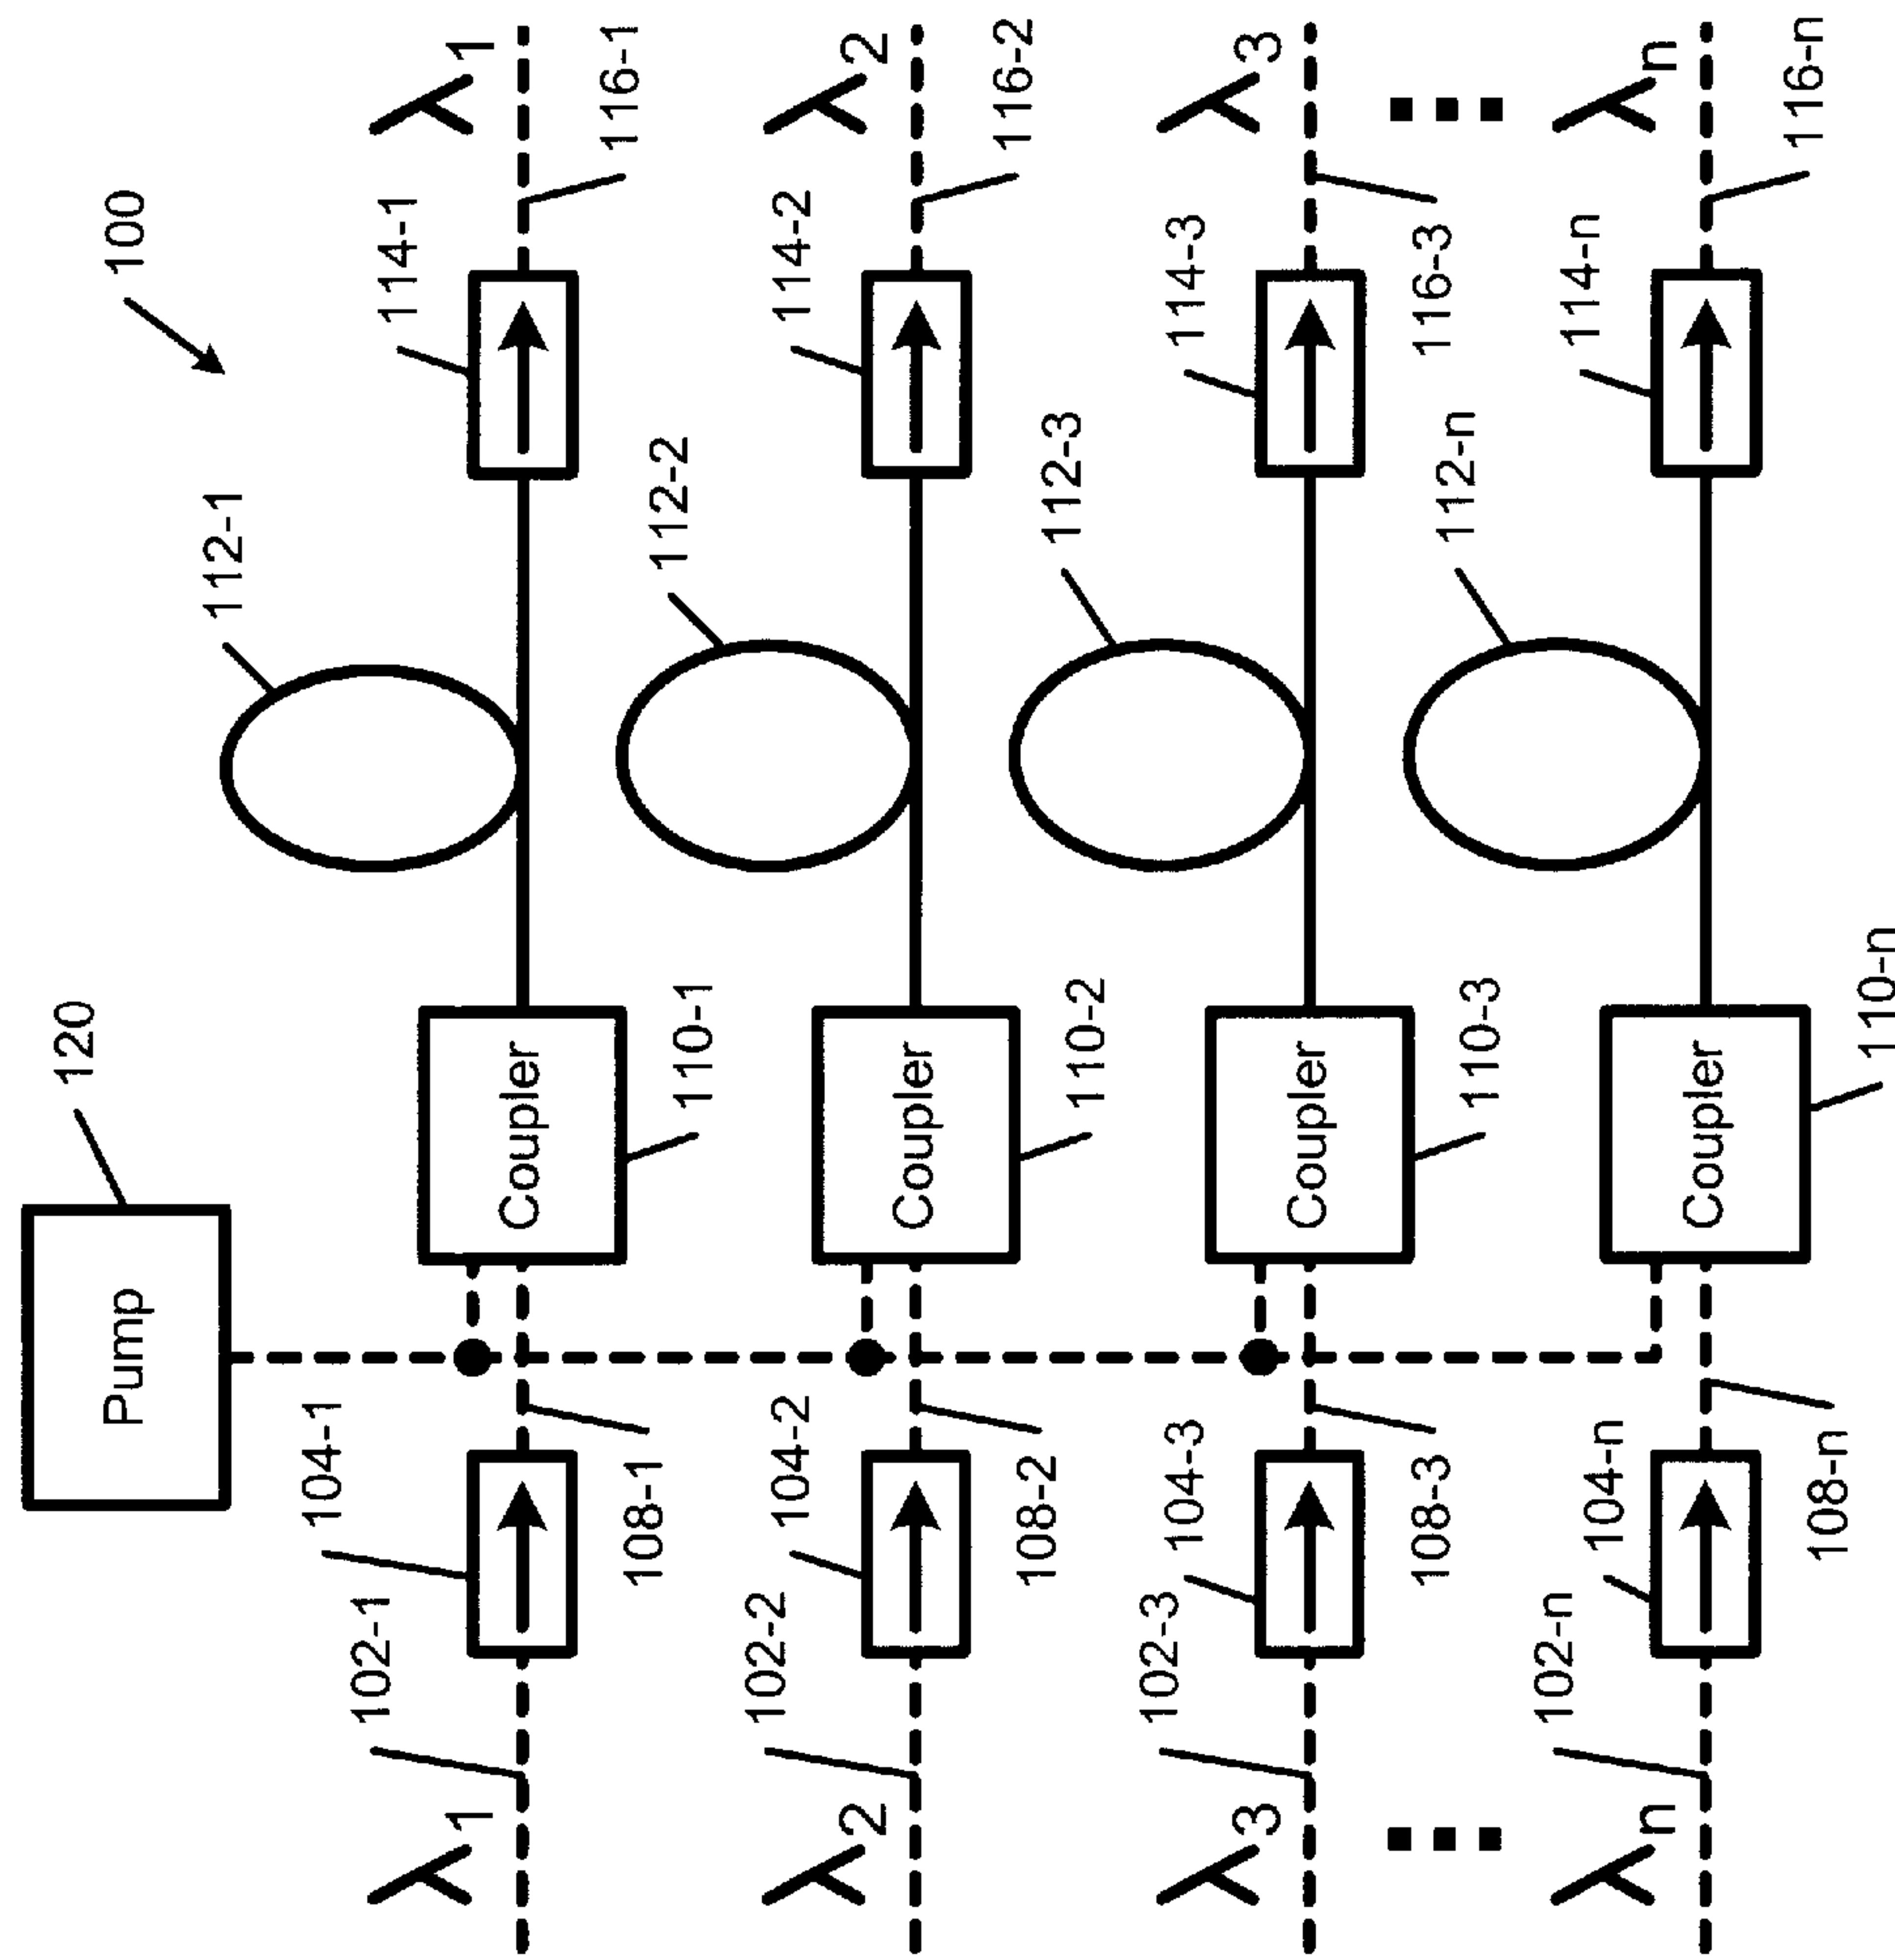 100
120
Pump
λ1
102-1
104-1
108-1
Coupler
110-1
112-1
114-1
116-1
λ1
λ2
102-2
104-2
108-2
Coupler
110-2
112-2
114-2
116-2
λ2
λ3
102-3
104-3
108-3
Coupler
110-3
112-3
114-3
116-3
λ3
λn
102-n
104-n
108-n
Coupler
110-n
112-n
114-n
116-n
λn